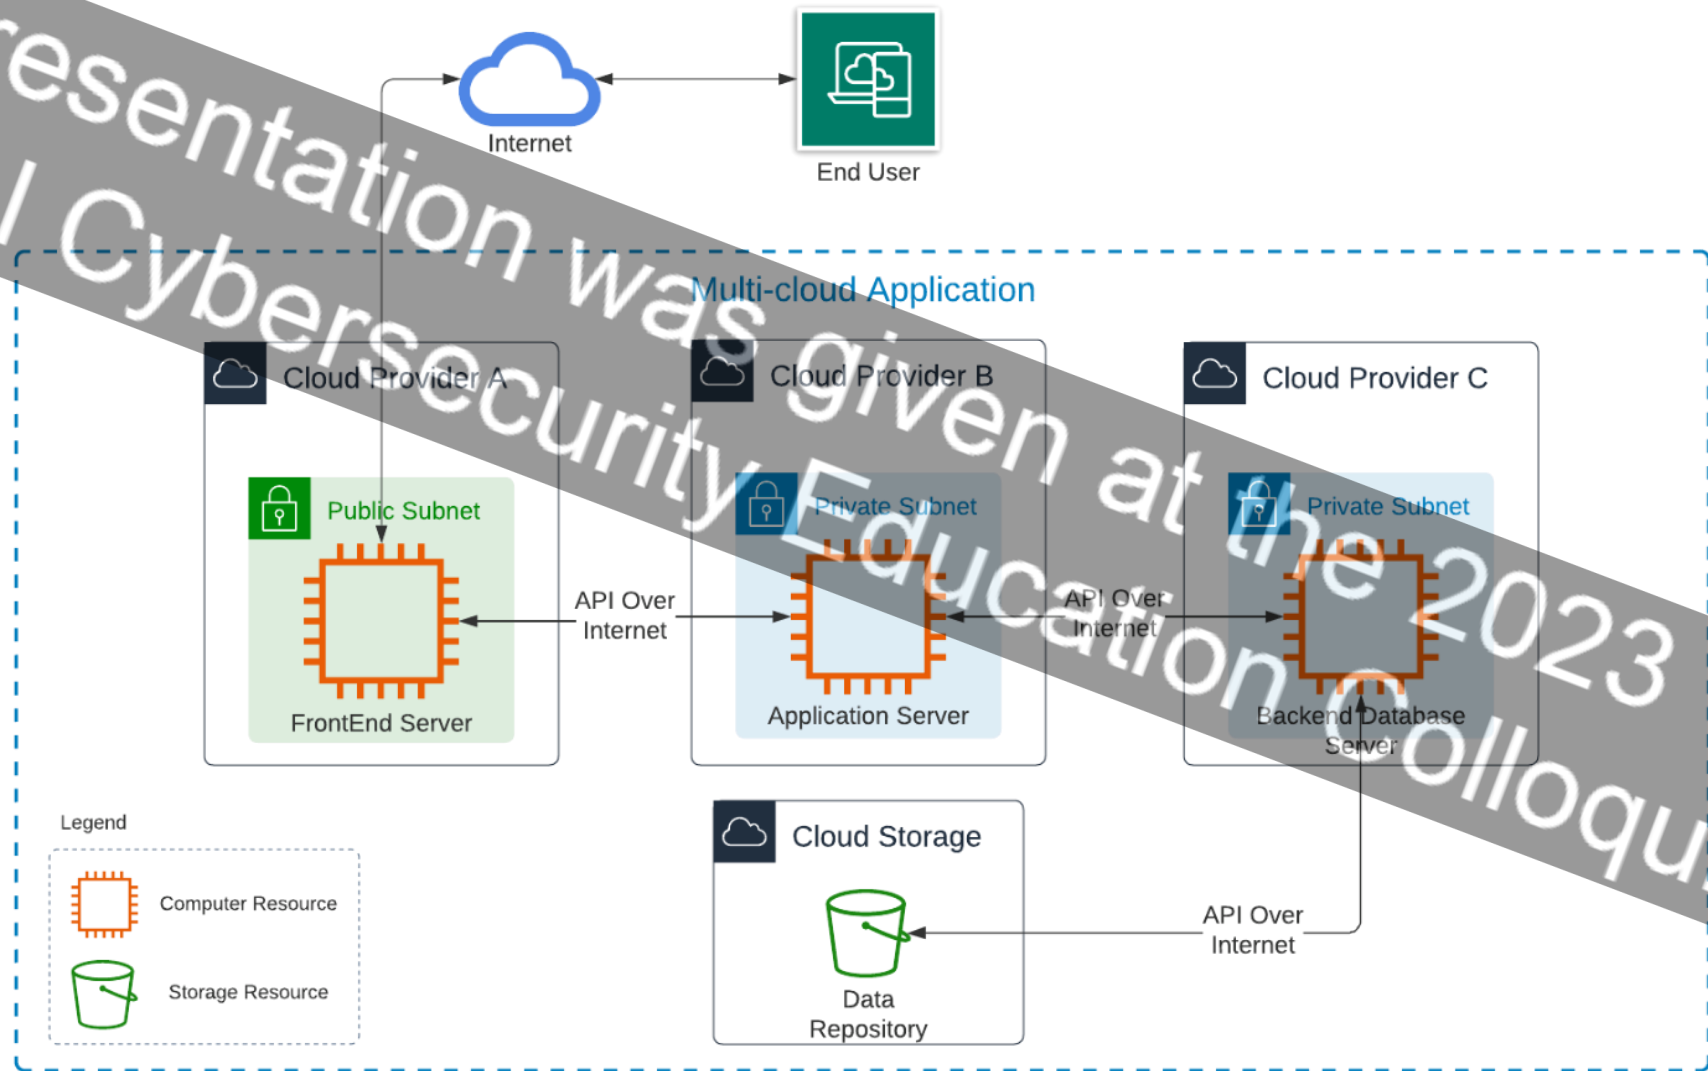 Internet
End User
resentation was given at the 2023
l Cybersecurity Education Colloqu
Multi-cloud Application
Cloud Provider A
Cloud Provider B
Cloud Provider C
Public Subnet
Private Subnet
Private Subnet
API Over
Internet
API Over
Internet
FrontEnd Server
Application Server
Backend Database
Server
Legend
Computer Resource
Storage Resource
Cloud Storage
Data
Repository
API Over
Internet